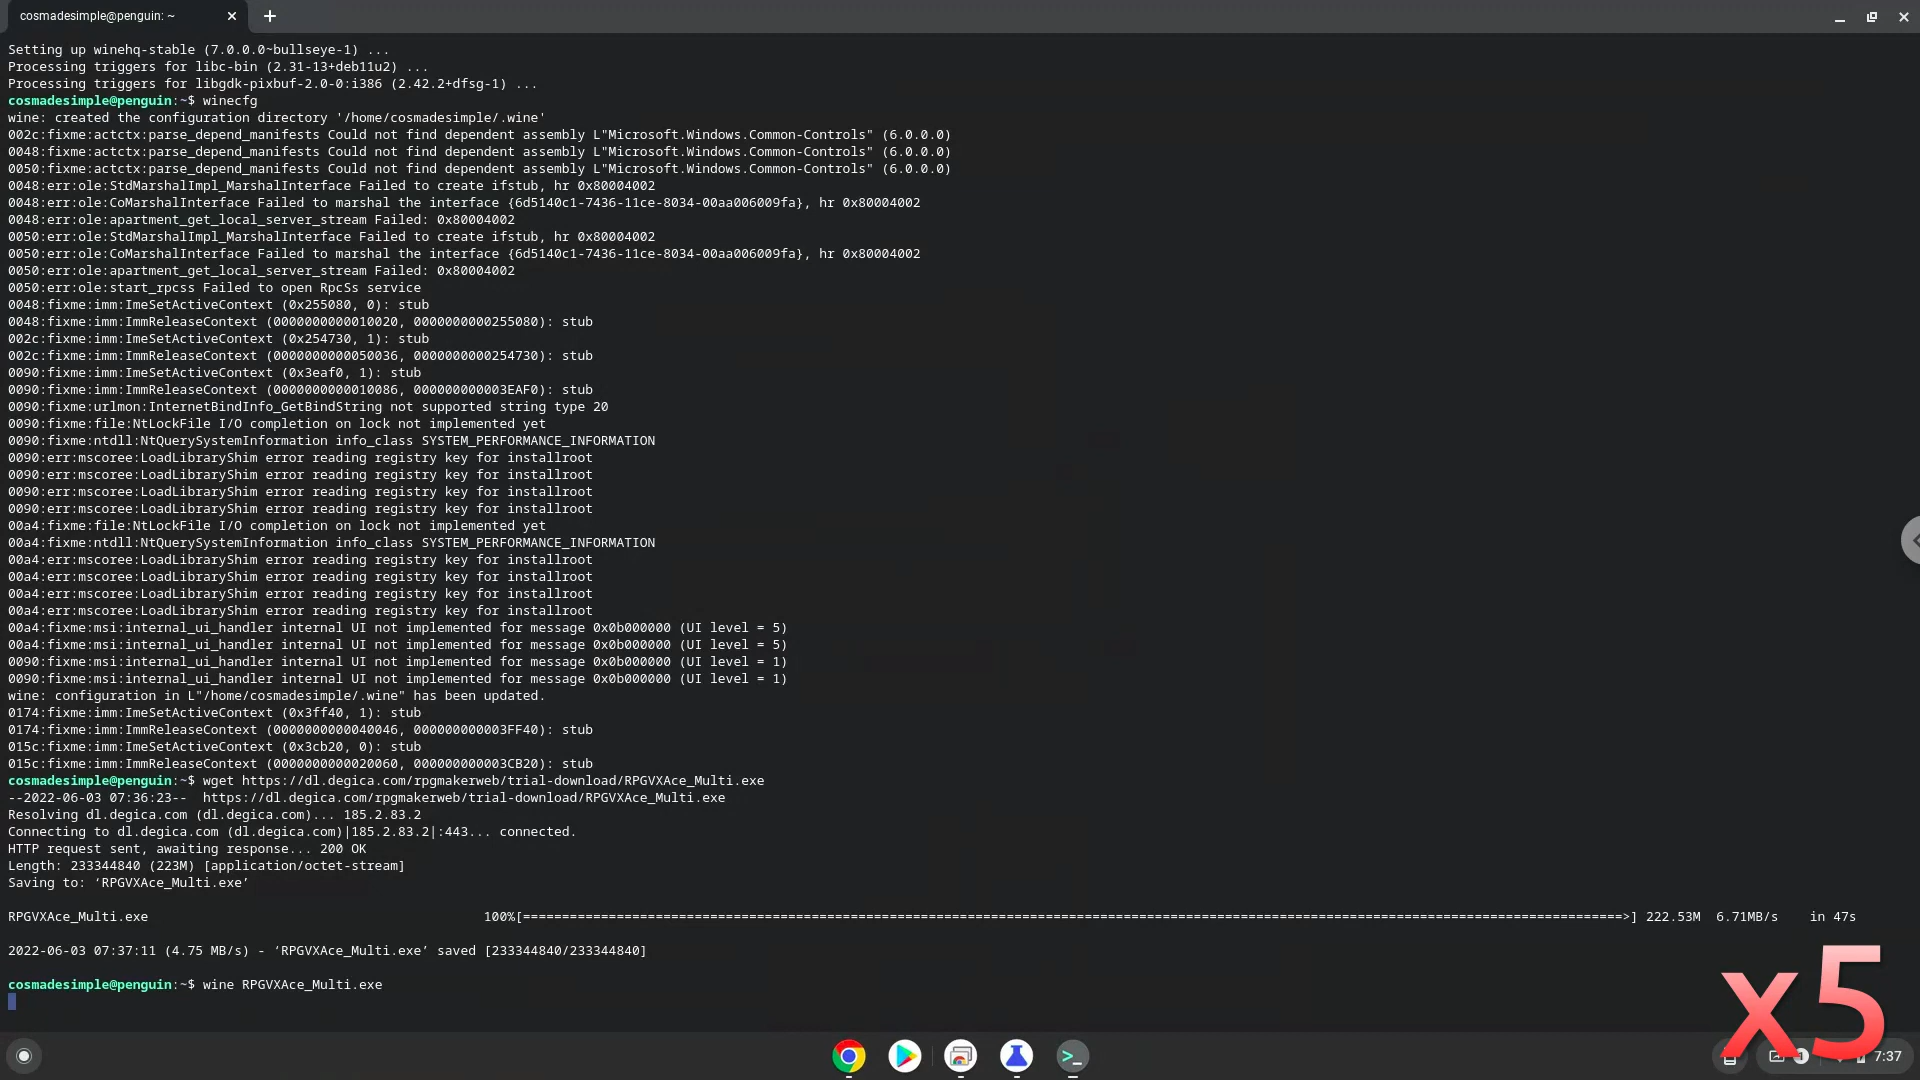 cosmadesimple@penguin: ~
Setting up winehq-stable (7.0.0.0~bullseye-1) ...
Processing triggers for libc-bin (2.31-13+deb11u2) ...
Processing triggers for libgdk-pixbuf-2.0-0:i386 (2.42.2+dfsg-1) ...
cosmadesimple@penguin:~$ winecfg
wine: created the configuration directory '/home/cosmadesimple/.wine'
002c:fixme:actctx:parse_depend_manifests Could not find dependent assembly L"Microsoft.Windows.Common-Controls" (6.0.0.0)
0048:fixme:actctx:parse_depend_manifests Could not find dependent assembly L"Microsoft.Windows.Common-Controls" (6.0.0.0)
0050:fixme:actctx:parse_depend_manifests Could not find dependent assembly L"Microsoft.Windows.Common-Controls" (6.0.0.0)
0048:err:ole:StdMarshalImpl_MarshalInterface Failed to create ifstub, hr 0x80004002
0048:err:ole:CoMarshalInterface Failed to marshal the interface {6d5140c1-7436-11ce-8034-00aa006009fa}, hr 0x80004002
0048:err:ole:apartment_get_local_server_stream Failed: 0x80004002
0050:err:ole:StdMarshalImpl_MarshalInterface Failed to create ifstub, hr 0x80004002
0050:err:ole:CoMarshalInterface Failed to marshal the interface {6d5140c1-7436-11ce-8034-00aa006009fa}, hr 0x80004002
0050:err:ole:apartment_get_local_server_stream Failed: 0x80004002
0050:err:ole:start_rpcss Failed to open RpcSs service
0048:fixme:imm:ImeSetActiveContext (0x255080, 0): stub
0048:fixme:imm:ImmReleaseContext (0000000000010020, 0000000000255080): stub
002c:fixme:imm:ImeSetActiveContext (0x254730, 1): stub
002c:fixme:imm:ImmReleaseContext (0000000000050036, 0000000000254730): stub
0090:fixme:imm:ImeSetActiveContext (0x3eaf0, 1): stub
0090:fixme:imm:ImmReleaseContext (0000000000010086, 000000000003EAF0): stub
0090:fixme:urlmon:InternetBindInfo_GetBindString not supported string type 20
0090:fixme:file:NtLockFile I/O completion on lock not implemented yet
0090:fixme:ntdll:NtQuerySystemInformation info_class SYSTEM_PERFORMANCE_INFORMATION
0090:err:mscoree:LoadLibraryShim error reading registry key for installroot
0090:err:mscoree:LoadLibraryShim error reading registry key for installroot
0090:err:mscoree:LoadLibraryShim error reading registry key for installroot
0090:err:mscoree:LoadLibraryShim error reading registry key for installroot
00a4:fixme:file:NtLockFile I/O completion on lock not implemented yet
00a4:fixme:ntdll:NtQuerySystemInformation info_class SYSTEM_PERFORMANCE_INFORMATION
00a4:err:mscoree:LoadLibraryShim error reading registry key for installroot
00a4:err:mscoree:LoadLibraryShim error reading registry key for installroot
00a4:err:mscoree:LoadLibraryShim error reading registry key for installroot
00a4:err:mscoree:LoadLibraryShim error reading registry key for installroot
00a4:fixme:msi:internal_ui_handler internal UI not implemented for message 0x0b000000 (UI level = 5)
00a4:fixme:msi:internal_ui_handler internal UI not implemented for message 0x0b000000 (UI level = 5)
0090:fixme:msi:internal_ui_handler internal UI not implemented for message 0x0b000000 (UI level = 1)
0090:fixme:msi:internal_ui_handler internal UI not implemented for message 0x0b000000 (UI level = 1)
wine: configuration in L"/home/cosmadesimple/.wine" has been updated.
0174:fixme:imm:ImeSetActiveContext (0x3ff40, 1): stub
0174:fixme:imm:ImmReleaseContext (0000000000040046, 000000000003FF40): stub
015c:fixme:imm:ImeSetActiveContext (0x3cb20, 0): stub
015c:fixme:imm:ImmReleaseContext (0000000000020060, 000000000003CB20): stub
cosmadesimple@penguin:~$ wget https://dl.degica.com/rpgmakerweb/trial-download/RPGVXAce_Multi.exe
--2022-06-03 07:36:23--  https://dl.degica.com/rpgmakerweb/trial-download/RPGVXAce_Multi.exe
Resolving dl.degica.com (dl.degica.com)... 185.2.83.2
Connecting to dl.degica.com (dl.degica.com)|185.2.83.2|:443... connected.
HTTP request sent, awaiting response... 200 OK
Length: 233344840 (223M) [application/octet-stream]
Saving to: ‘RPGVXAce_Multi.exe’
RPGVXAce_Multi.exe 100%[=============================================================================================================================================>] 222.53M 6.71MB/s in 47s
2022-06-03 07:37:11 (4.75 MB/s) - ‘RPGVXAce_Multi.exe’ saved [233344840/233344840]
cosmadesimple@penguin:~$ wine RPGVXAce_Multi.exe
x5
7:37